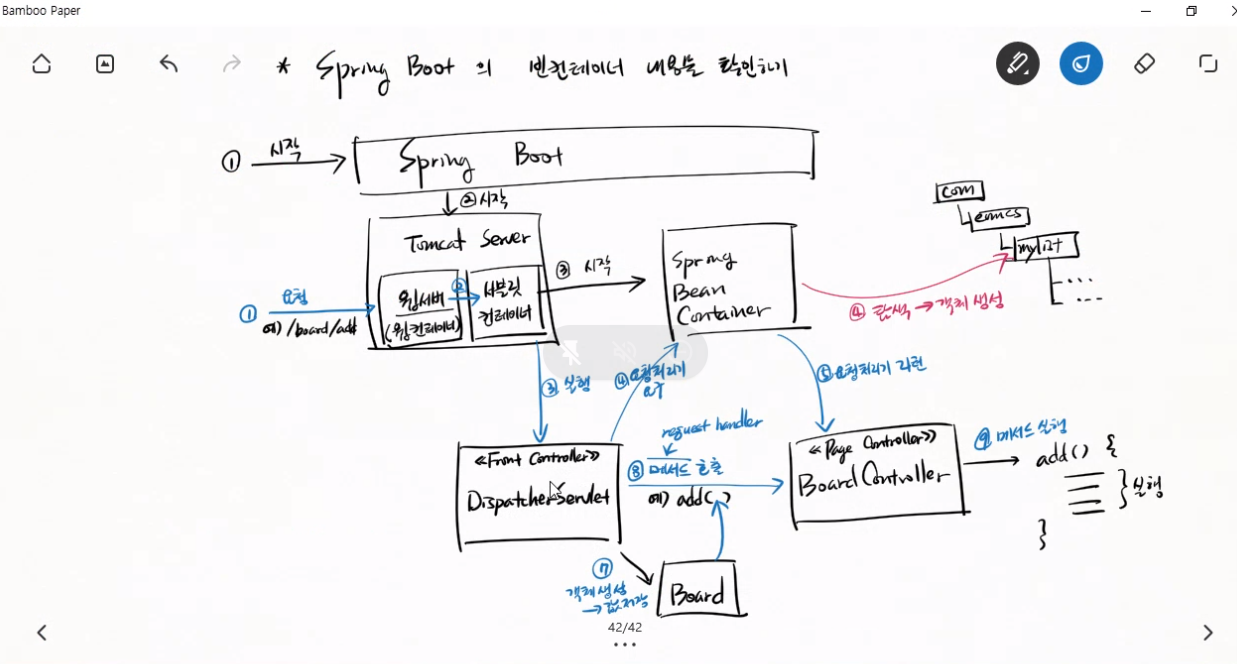 Bamboo Paper
* Spring Boot 의 빈컨테이너 내용을 확인하기
① 시작
Spring Boot
② 시작
Tomcat Server
① 요청
예) /board/add
웹서버
(웹컨테이너)
②
서블릿
컨테이너
③ 시작
Spring
Bean
Container
com
eomcs
mylist
....
...
④ 탐색 → 객체 생성
③ 실행
④ 요청처리기
요구
⑤ 요청처리기 리턴
request handler
<<Front Controller>>
DispatcherServlet
⑧ 메서드 호출
예) add( )
<<Page Controller>>
BoardController
⑨ 메서드 실행
add() {
} 실행
}
⑦
객체 생성
→ 값 저장
Board
42/42